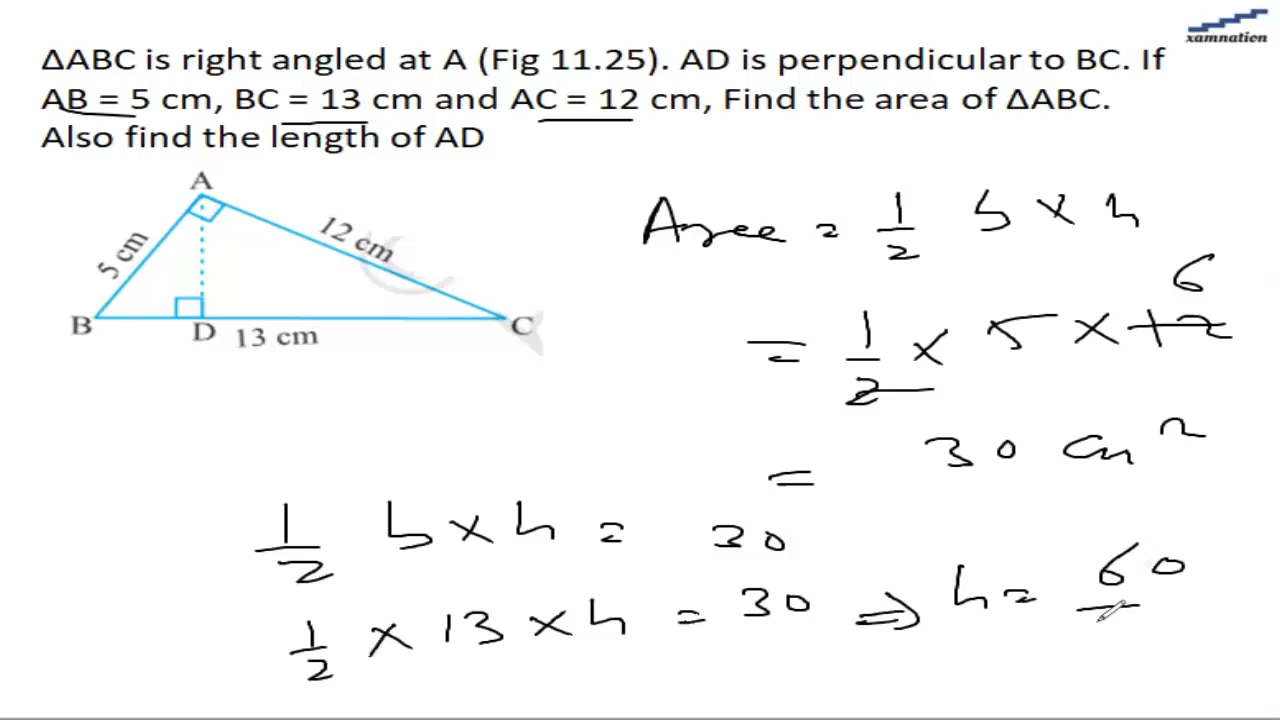 xamnation
ΔABC is right angled at A (Fig 11.25). AD is perpendicular to BC. If
AB = 5 cm, BC = 13 cm and AC = 12 cm, Find the area of ΔABC.
Also find the length of AD
A
5 cm
12 cm
B
D
13 cm
C
Area = 1/2 b × h
= 1/2 × 5 × 12 6
= 30 cm²
1/2 b × h = 30
1/2 × 13 × h = 30 ⇒ h = 60